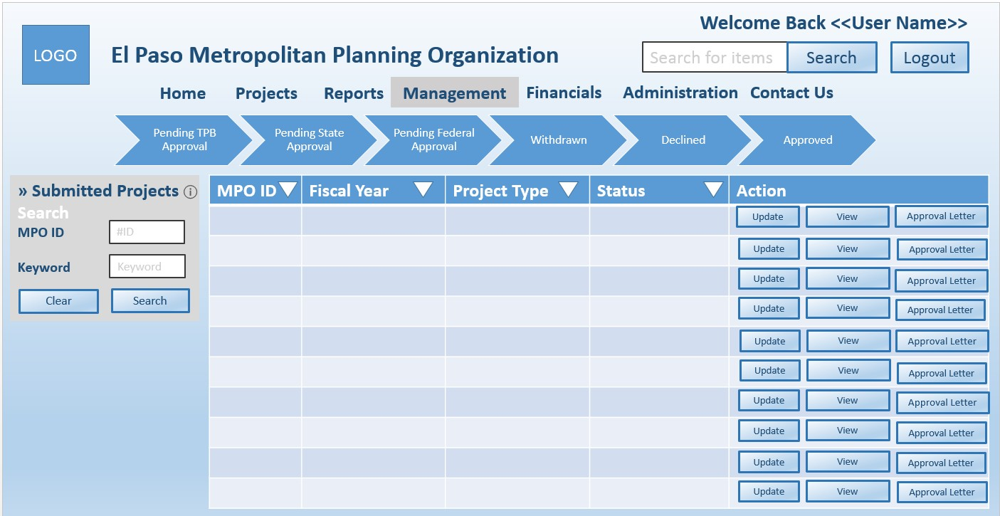 Welcome Back <<User Name>>
LOGO
El Paso Metropolitan Planning Organization
Search for items
Search
Logout
Home Projects Reports Management Financials Administration Contact Us
Pending TPB
Approval
Pending State
Approval
Pending Federal
Approval
Withdrawn
Declined
Approved
» Submitted Projects i
Search
MPO ID
#ID
Keyword
Keyword
Clear
Search
MPO ID Fiscal Year Project Type Status Action
Update View Approval Letter
Update View Approval Letter
Update View Approval Letter
Update View Approval Letter
Update View Approval Letter
Update View Approval Letter
Update View Approval Letter
Update View Approval Letter
Update View Approval Letter
Update View Approval Letter